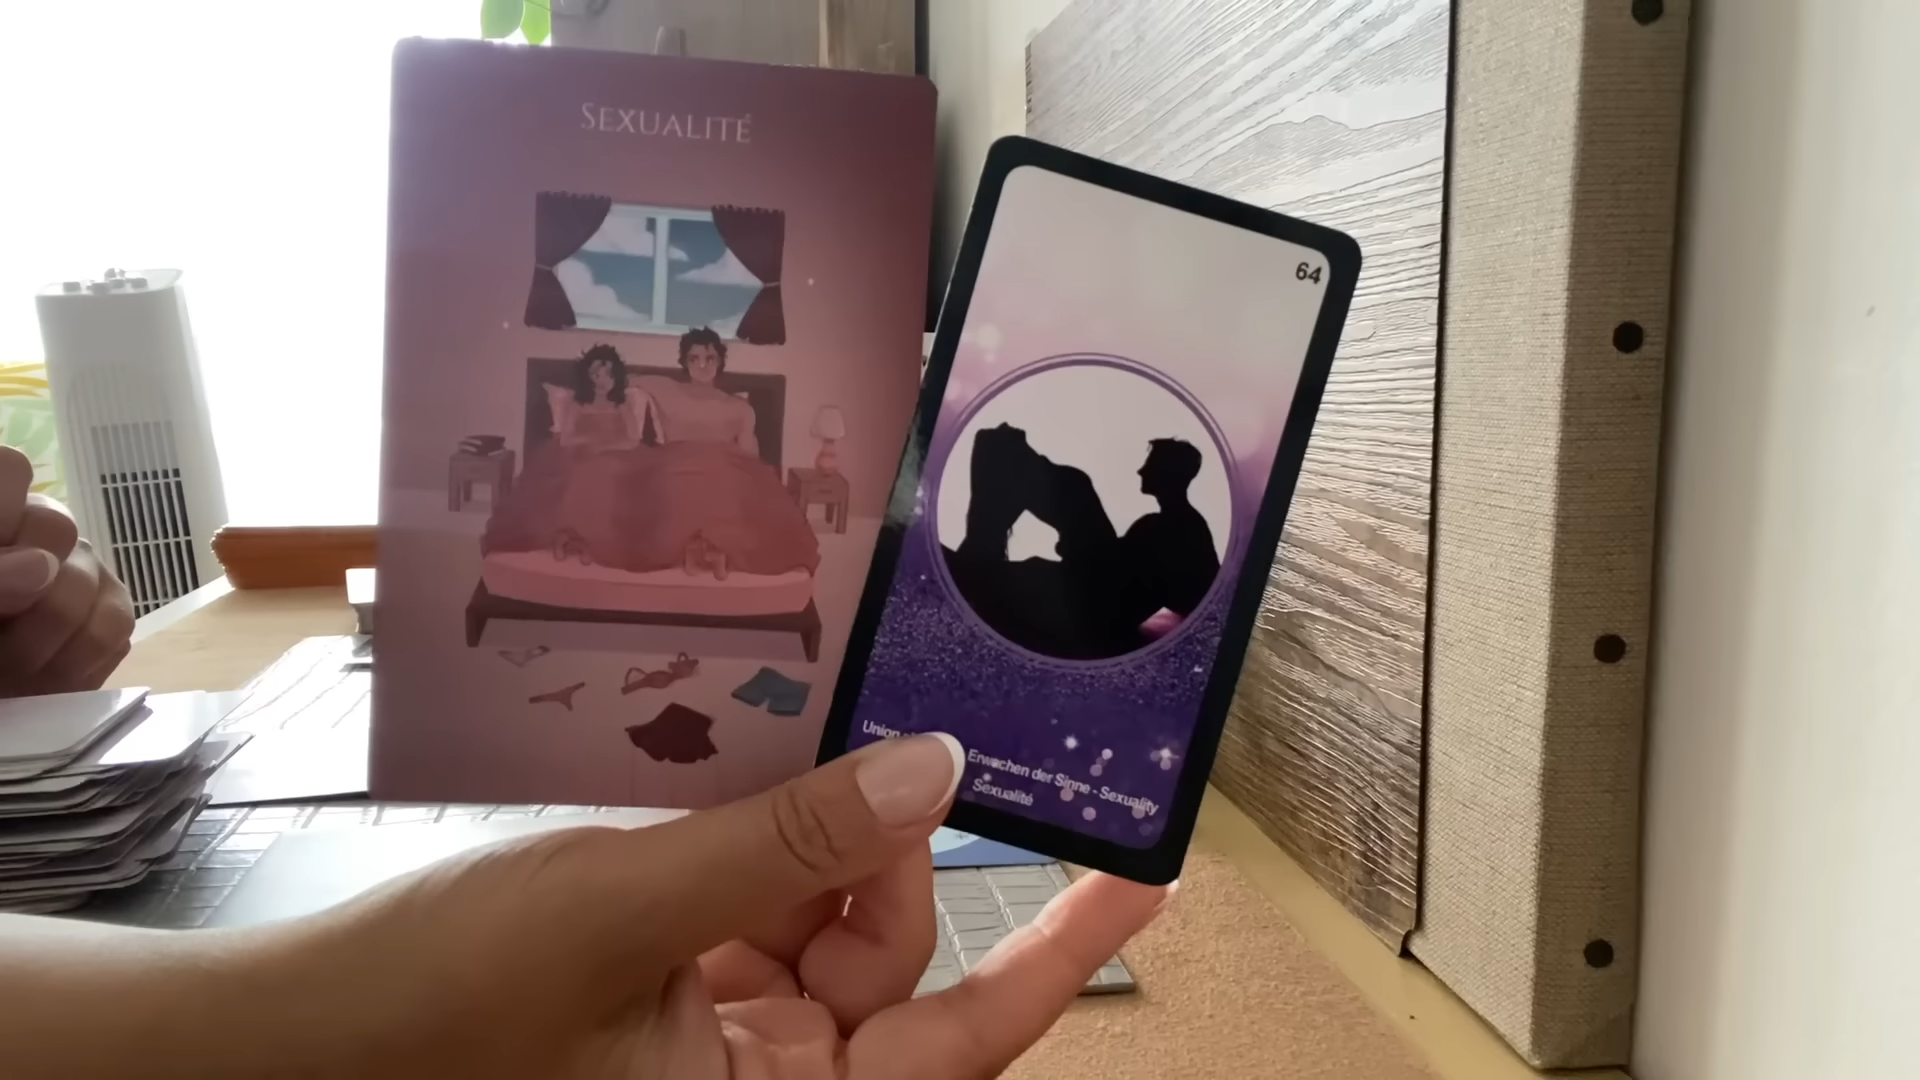 SEXUALITÉ
64
Union
Erwachen der Sinne - Sexuality
Sexualité